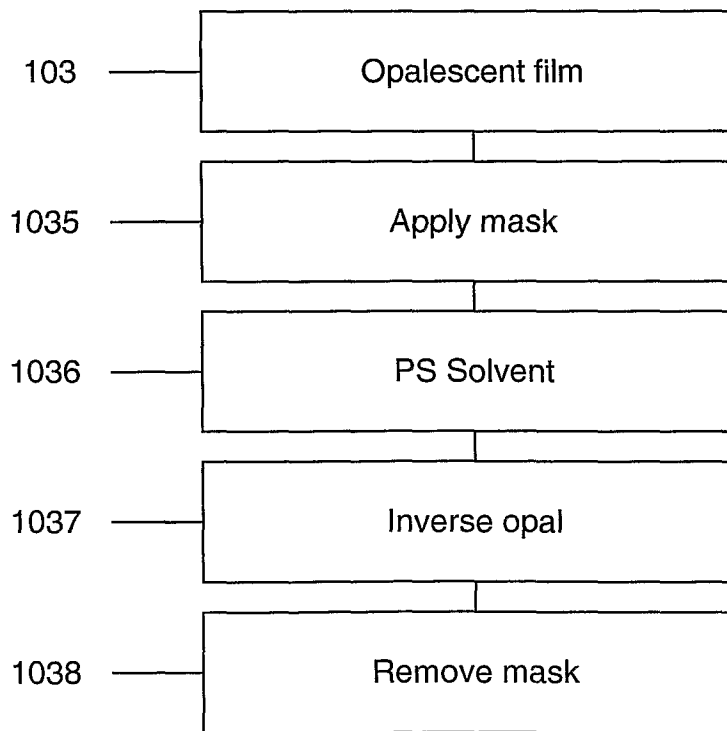 103 Opalescent film
1035 Apply mask
1036 PS Solvent
1037 Inverse opal
1038 Remove mask